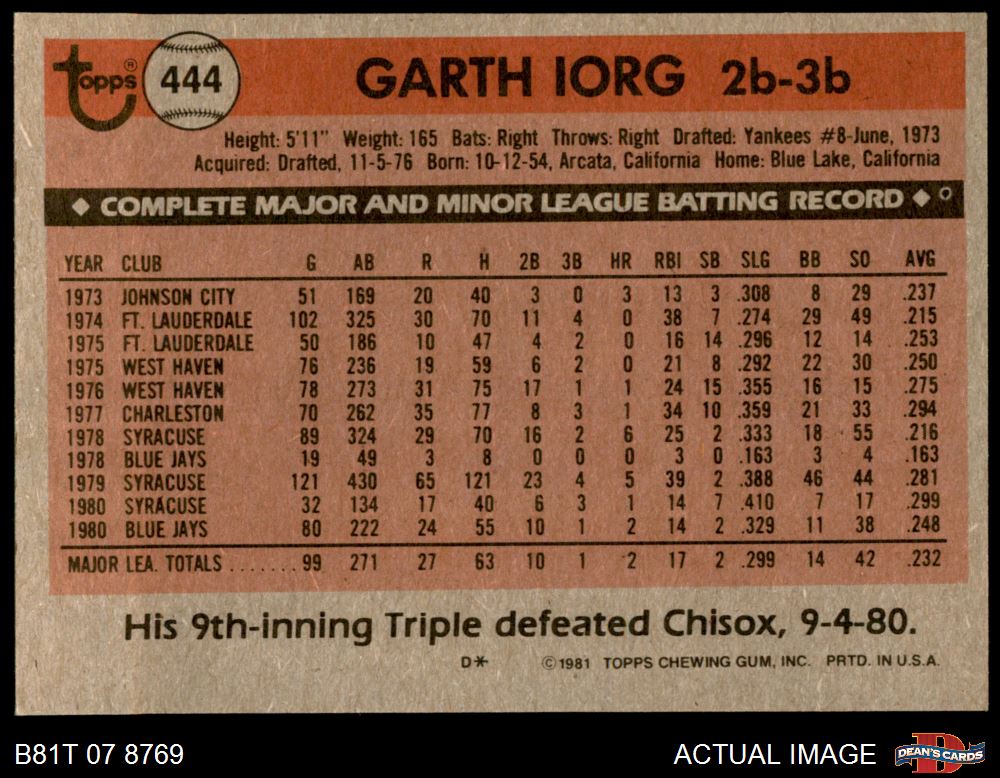 Topps® 444 GARTH IORG 2b-3b
Height: 5'11" Weight: 165 Bats: Right Throws: Right Drafted: Yankees #8-June, 1973
Acquired: Drafted, 11-5-76 Born: 10-12-54, Arcata, California Home: Blue Lake, California
◆ COMPLETE MAJOR AND MINOR LEAGUE BATTING RECORD ◆
YEAR CLUB G AB R H 2B 3B HR RBI SB SLG BB SO AVG
1973 JOHNSON CITY 51 169 20 40 3 0 3 13 3 .308 8 29 .237
1974 FT. LAUDERDALE 102 325 30 70 11 4 0 38 7 .274 29 49 .215
1975 FT. LAUDERDALE 50 186 10 47 4 2 0 16 14 .296 12 14 .253
1975 WEST HAVEN 76 236 19 59 6 2 0 21 8 .292 22 30 .250
1976 WEST HAVEN 78 273 31 75 17 1 1 24 15 .355 16 15 .275
1977 CHARLESTON 70 262 35 77 8 3 1 34 10 .359 21 33 .294
1978 SYRACUSE 89 324 29 70 16 2 6 25 2 .333 18 55 .216
1978 BLUE JAYS 19 49 3 8 0 0 0 3 0 .163 3 4 .163
1979 SYRACUSE 121 430 65 121 23 4 5 39 2 .388 46 44 .281
1980 SYRACUSE 32 134 17 40 6 3 1 14 7 .410 7 17 .299
1980 BLUE JAYS 80 222 24 55 10 1 2 14 2 .329 11 38 .248
MAJOR LEA. TOTALS ....... 99 271 27 63 10 1 2 17 2 .299 14 42 .232
His 9th-inning Triple defeated Chisox, 9-4-80.
D* © 1981 TOPPS CHEWING GUM, INC. PRTD. IN U.S.A.
B81T 07 8769 ACTUAL IMAGE DEAN'S CARDS